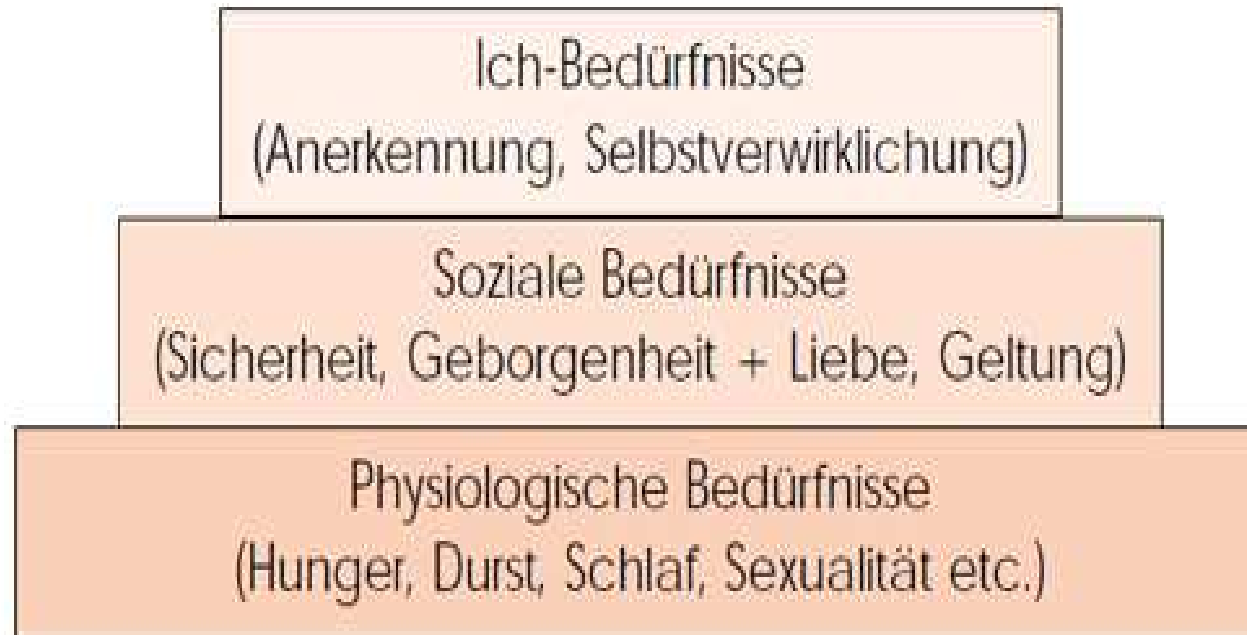 Ich-Bedürfnisse
(Anerkennung, Selbstverwirklichung)
Soziale Bedürfnisse
(Sicherheit, Geborgenheit + Liebe, Geltung)
Physiologische Bedürfnisse
(Hunger, Durst, Schlaf, Sexualität etc.)